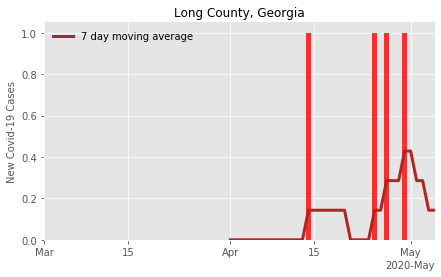 Long County, Georgia
7 day moving average
New Covid-19 Cases
1.0
0.8
0.6
0.4
0.2
0.0
Mar 15 Apr 15 May
2020-May